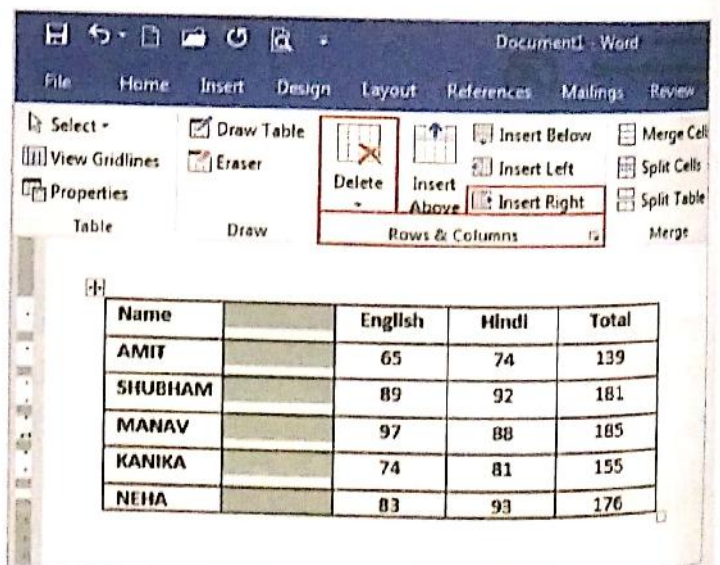 Document1 - Word
File Home Insert Design Layout References Mailings Review
Select
View Gridlines
Properties
Table
Draw Table
Eraser
Draw
Delete
Insert Above
Insert Below
Insert Left
Insert Right
Rows & Columns
Merge Cell
Split Cells
Split Table
Merge
Name English Hindi Total
AMIT 65 74 139
SHUBHAM 89 92 181
MANAV 97 88 185
KANIKA 74 81 155
NEHA 83 93 176